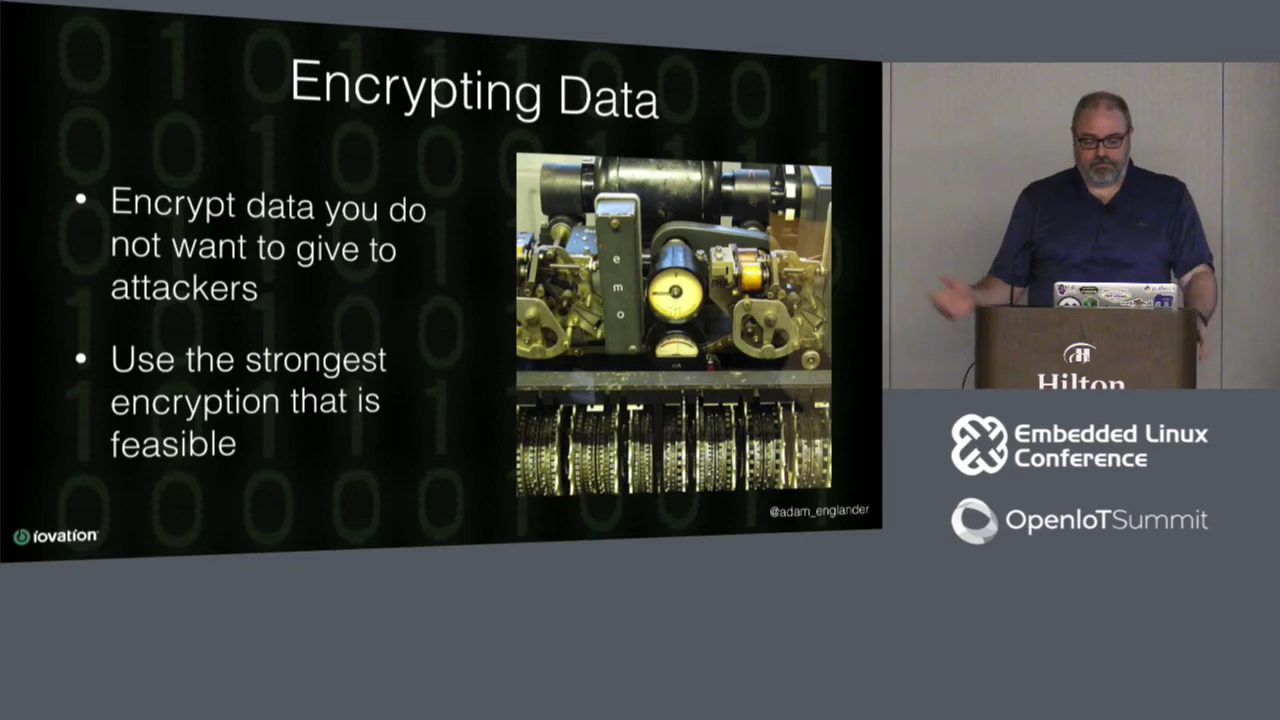 Encrypting Data
• Encrypt data you do
not want to give to
attackers
• Use the strongest
encryption that is
feasible
e
m
o
@adam_englander
iovation
Hilton
Embedded Linux
Conference
OpenIoTSummit